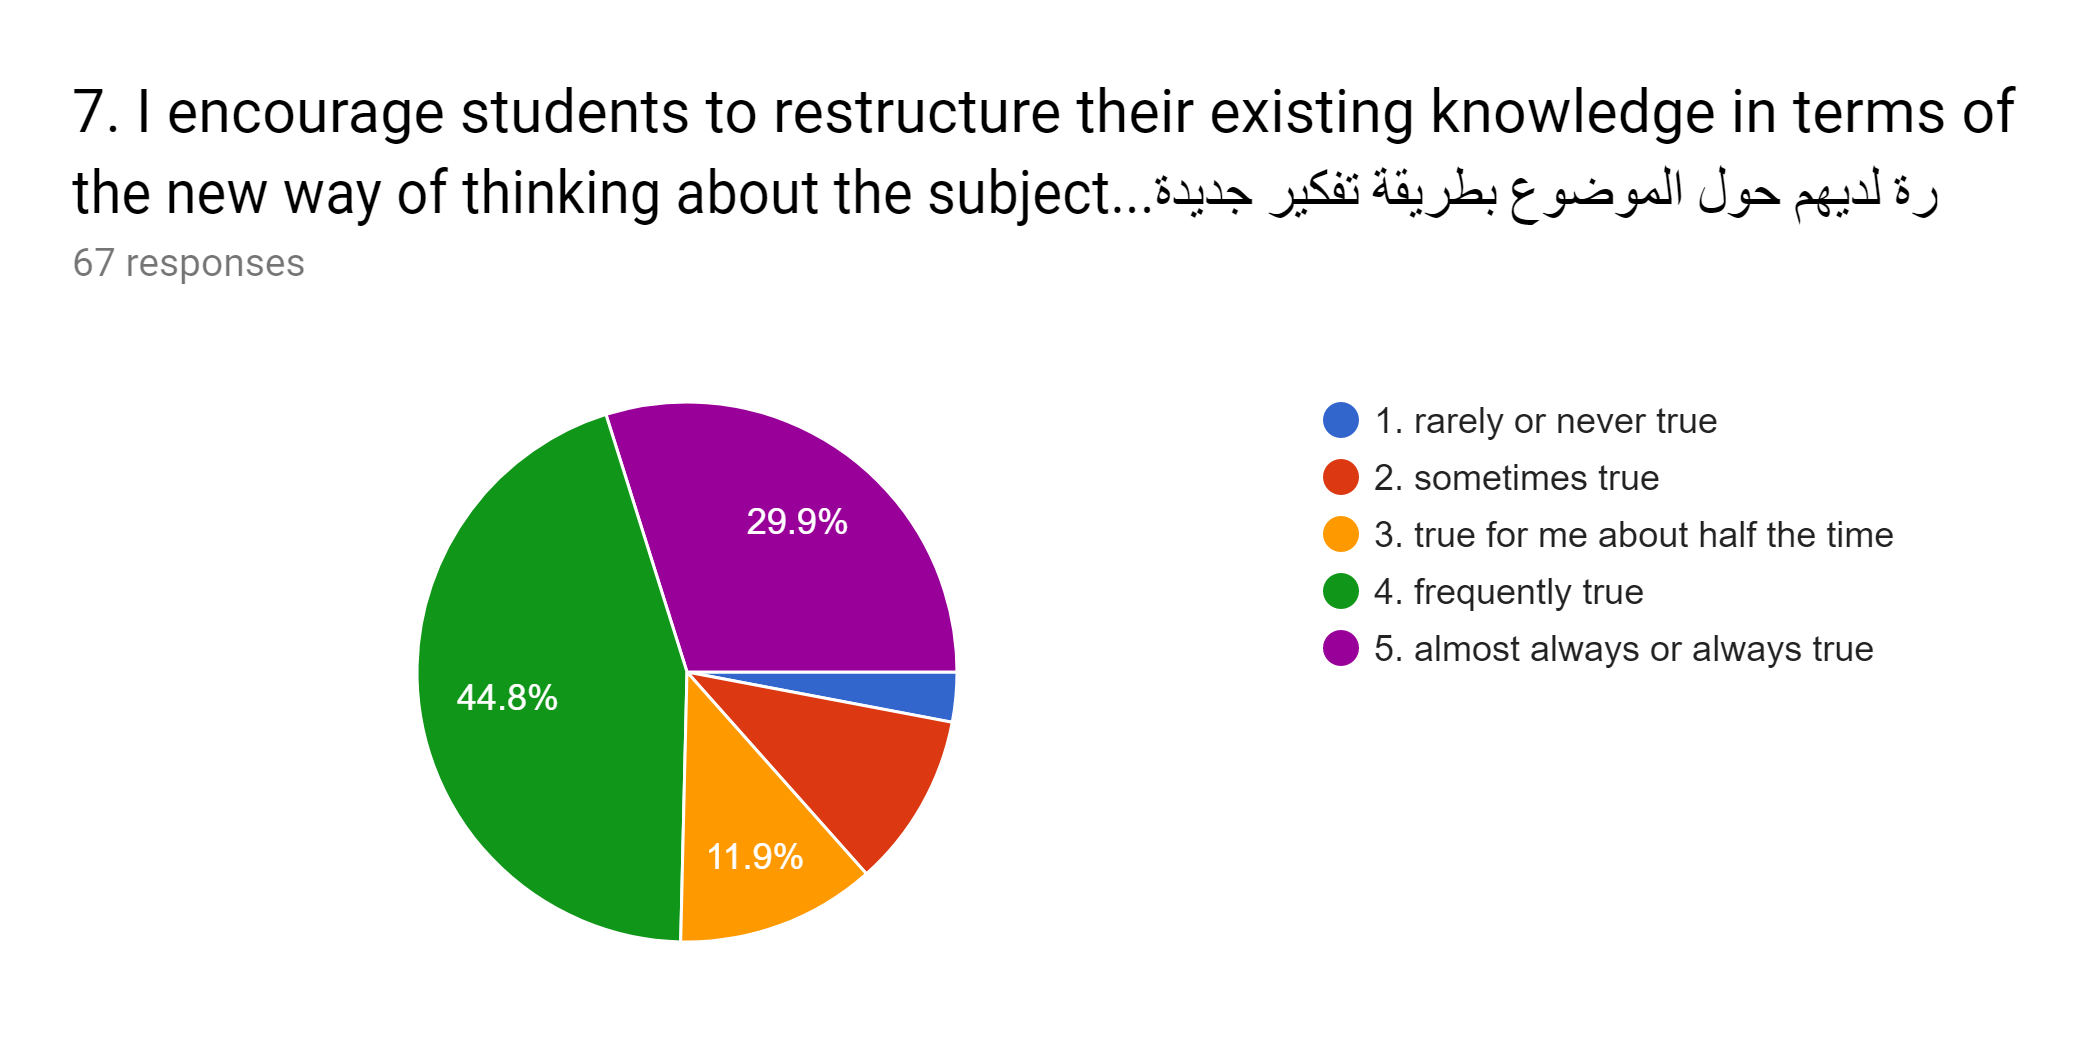 7. I encourage students to restructure their existing knowledge in terms of
the new way of thinking about the subject...رة لديهم حول الموضوع بطريقة تفكير جديدة
67 responses
29.9%
44.8%
11.9%
1. rarely or never true
2. sometimes true
3. true for me about half the time
4. frequently true
5. almost always or always true